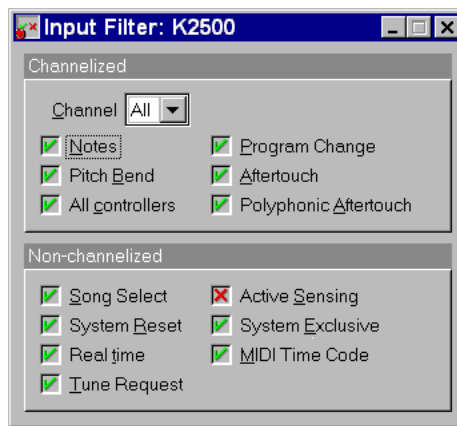 Input Filter: K2500
Channelized
Channel All
Notes Program Change
Pitch Bend Aftertouch
All controllers Polyphonic Aftertouch
Non-channelized
Song Select Active Sensing
System Reset System Exclusive
Real time MIDI Time Code
Tune Request